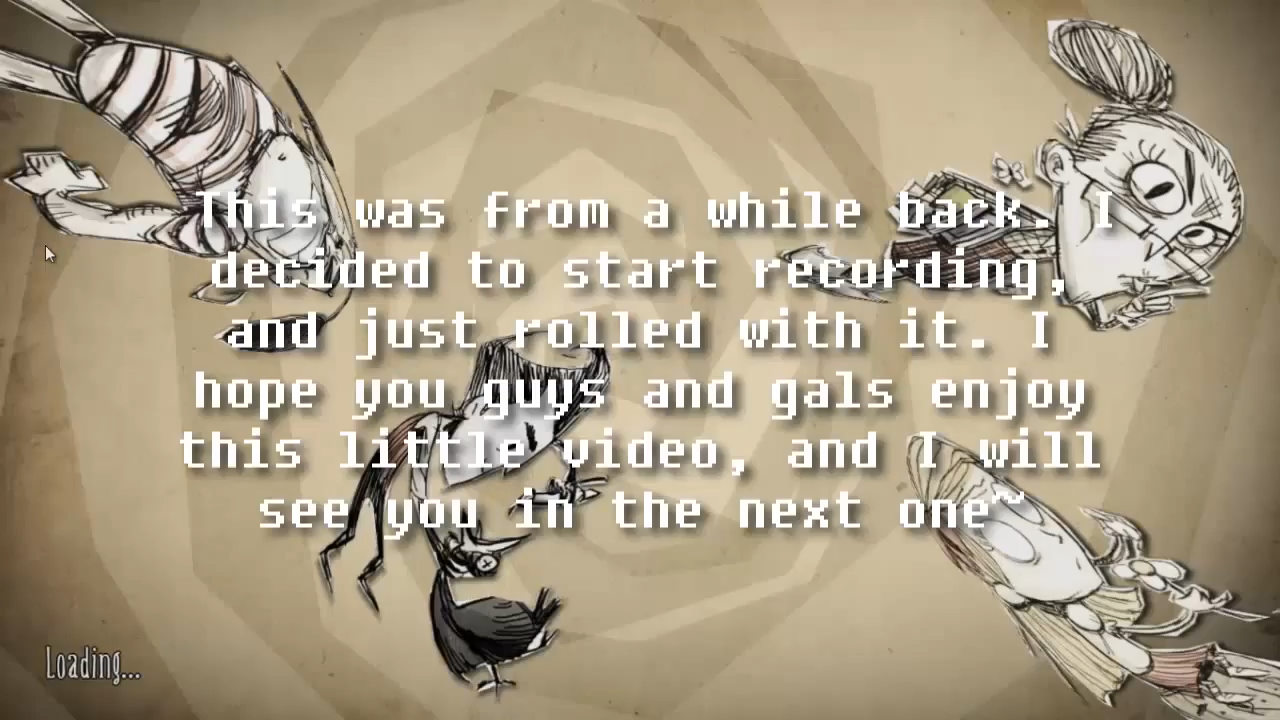 This was from a while back. I
decided to start recording,
and just rolled with it. I
hope you guys and gals enjoy
this little video, and I will
see you in the next one~
Loading...